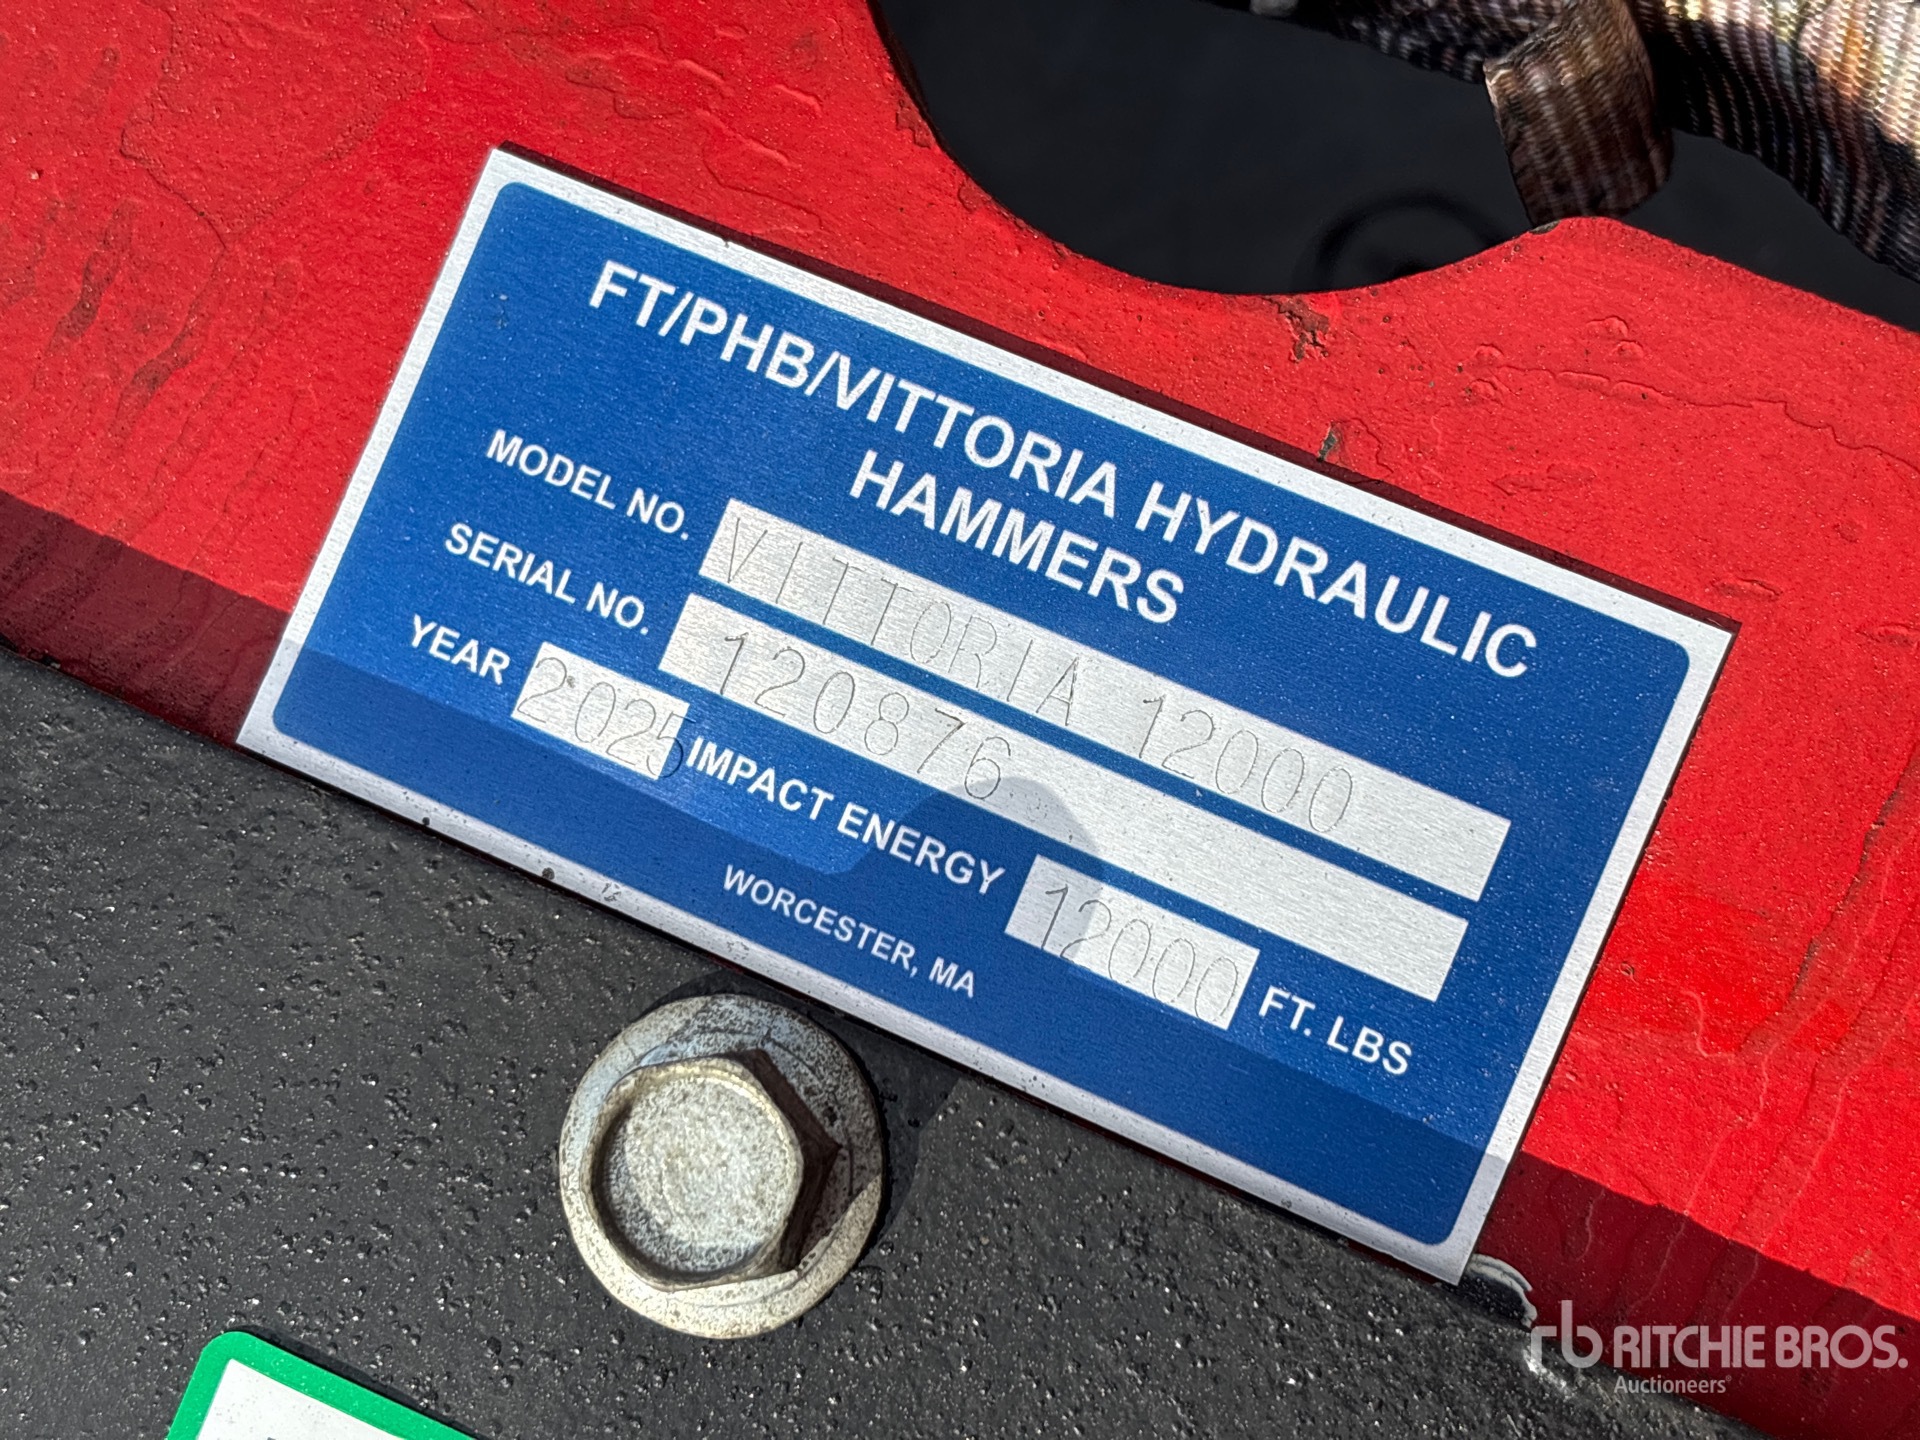 FT/PHB/VITTORIA HYDRAULIC
HAMMERS
MODEL NO. VITTORIA 12000
SERIAL NO. 120876
YEAR 2025 IMPACT ENERGY 12000 FT. LBS
WORCESTER, MA
rb RITCHIE BROS.
Auctioneers